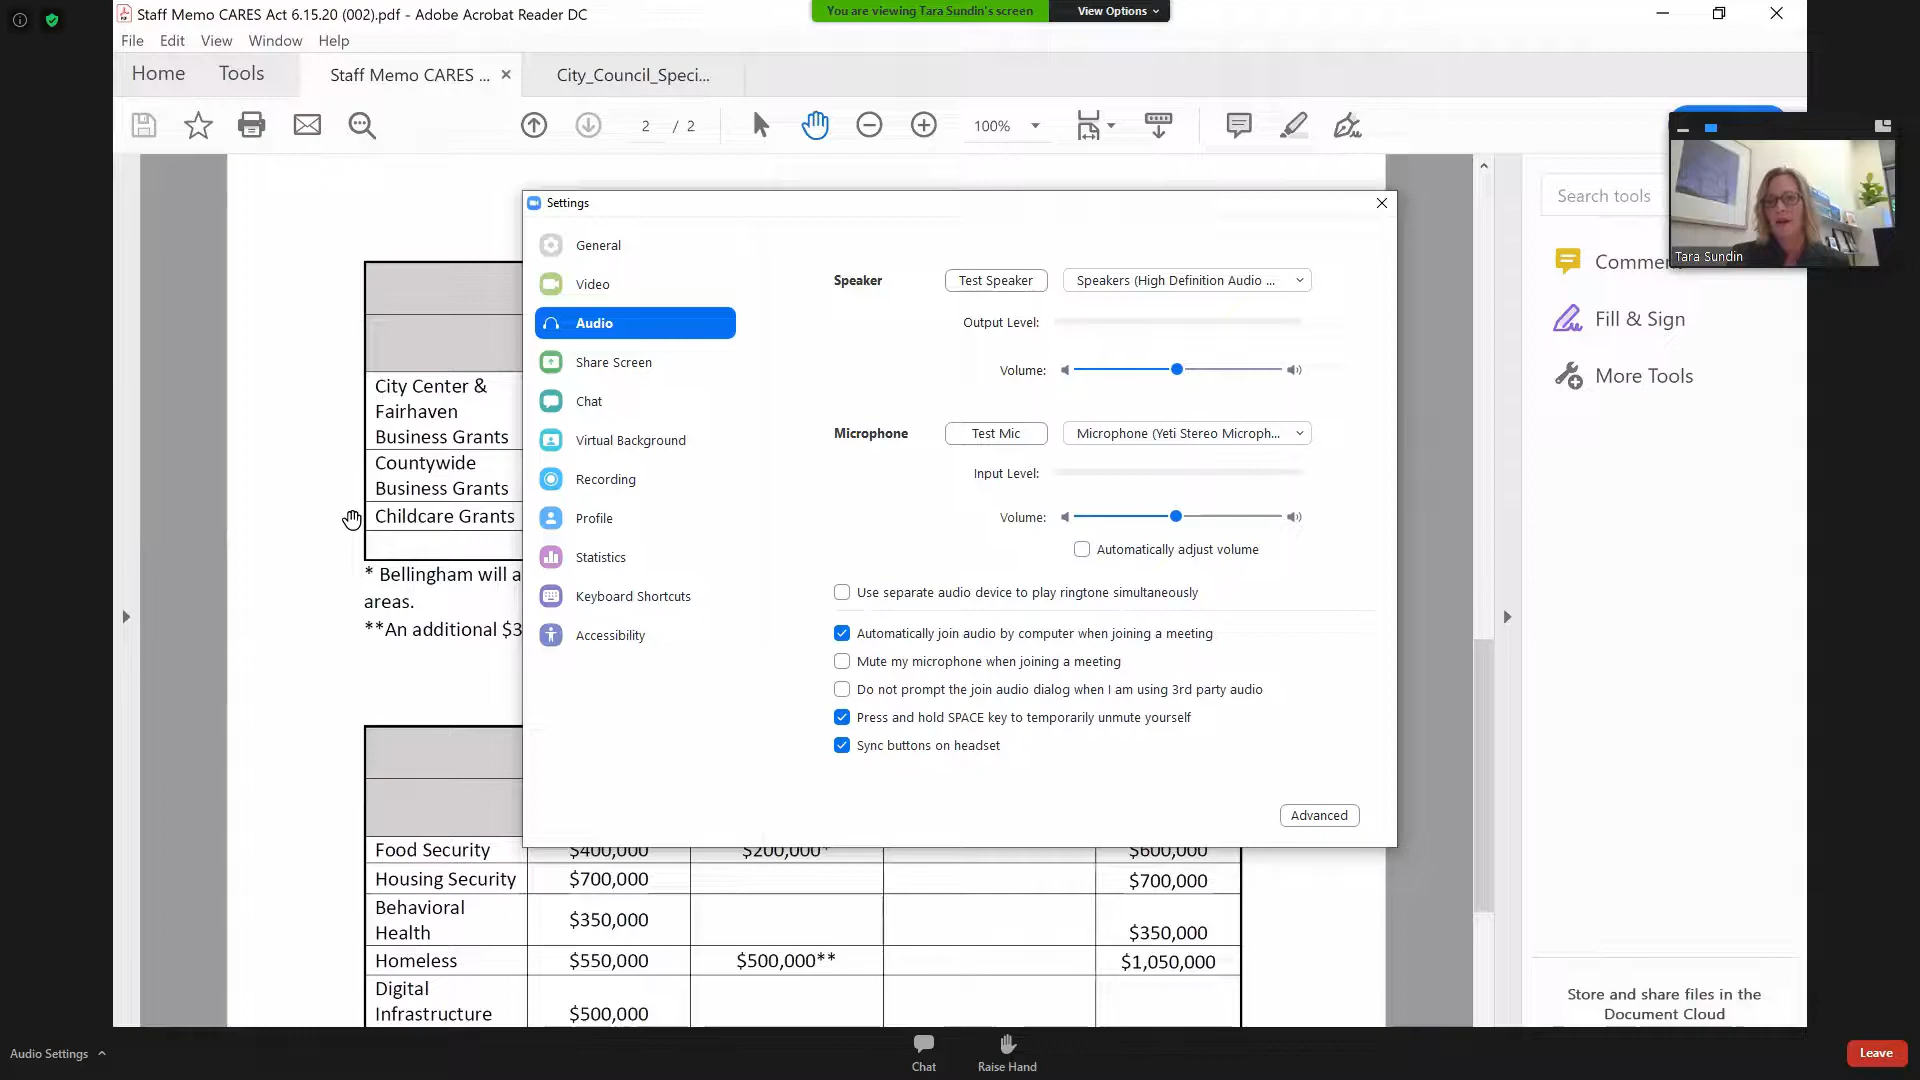 Staff Memo CARES Act 6.15.20 (002).pdf - Adobe Acrobat Reader DC
You are viewing Tara Sundin's screen
View Options
File Edit View Window Help
Home Tools Staff Memo CARES ... City_Council_Speci...
2 / 2
100%
Search tools
Tara Sundin
Fill & Sign
More Tools
Store and share files in the
Document Cloud
Settings
General
Video
Audio
Share Screen
Chat
Virtual Background
Recording
Profile
Statistics
Keyboard Shortcuts
Accessibility
Speaker Test Speaker Speakers (High Definition Audio ...
Output Level:
Volume:
Microphone Test Mic Microphone (Yeti Stereo Microph...
Input Level:
Volume:
Automatically adjust volume
Use separate audio device to play ringtone simultaneously
Automatically join audio by computer when joining a meeting
Mute my microphone when joining a meeting
Do not prompt the join audio dialog when I am using 3rd party audio
Press and hold SPACE key to temporarily unmute yourself
Sync buttons on headset
Advanced
City Center &
Fairhaven
Business Grants
Countywide
Business Grants
Childcare Grants
* Bellingham will a
areas.
**An additional $3
Food Security $400,000 $200,000* $600,000
Housing Security $700,000 $700,000
Behavioral
Health $350,000 $350,000
Homeless $550,000 $500,000** $1,050,000
Digital
Infrastructure $500,000
Audio Settings
Chat
Raise Hand
Leave